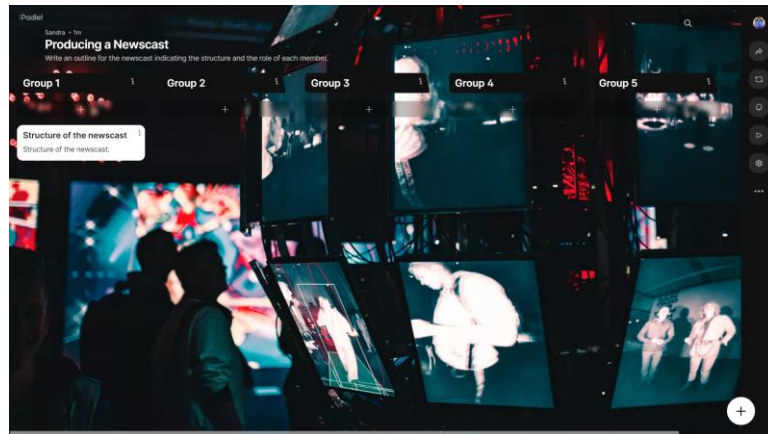 :Padlet
Sandra • 1m
Producing a Newscast
Write an outline for the newscast indicating the structure and the role of each member.
Group 1
Group 2
Group 3
Group 4
Group 5
Structure of the newscast
Structure of the newscast.